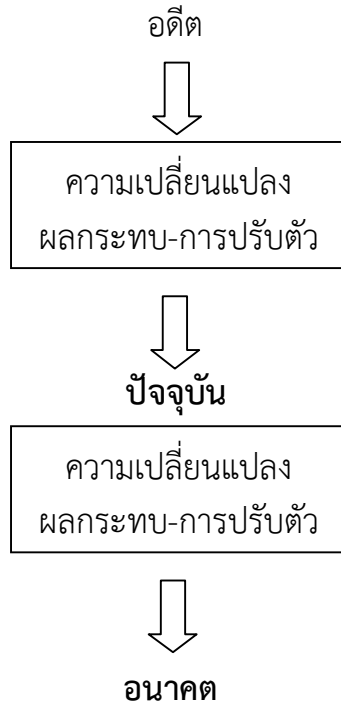 อดีต
ความเปลี่ยนแปลง
ผลกระทบ-การปรับตัว
ปัจจุบัน
ความเปลี่ยนแปลง
ผลกระทบ-การปรับตัว
อนาคต